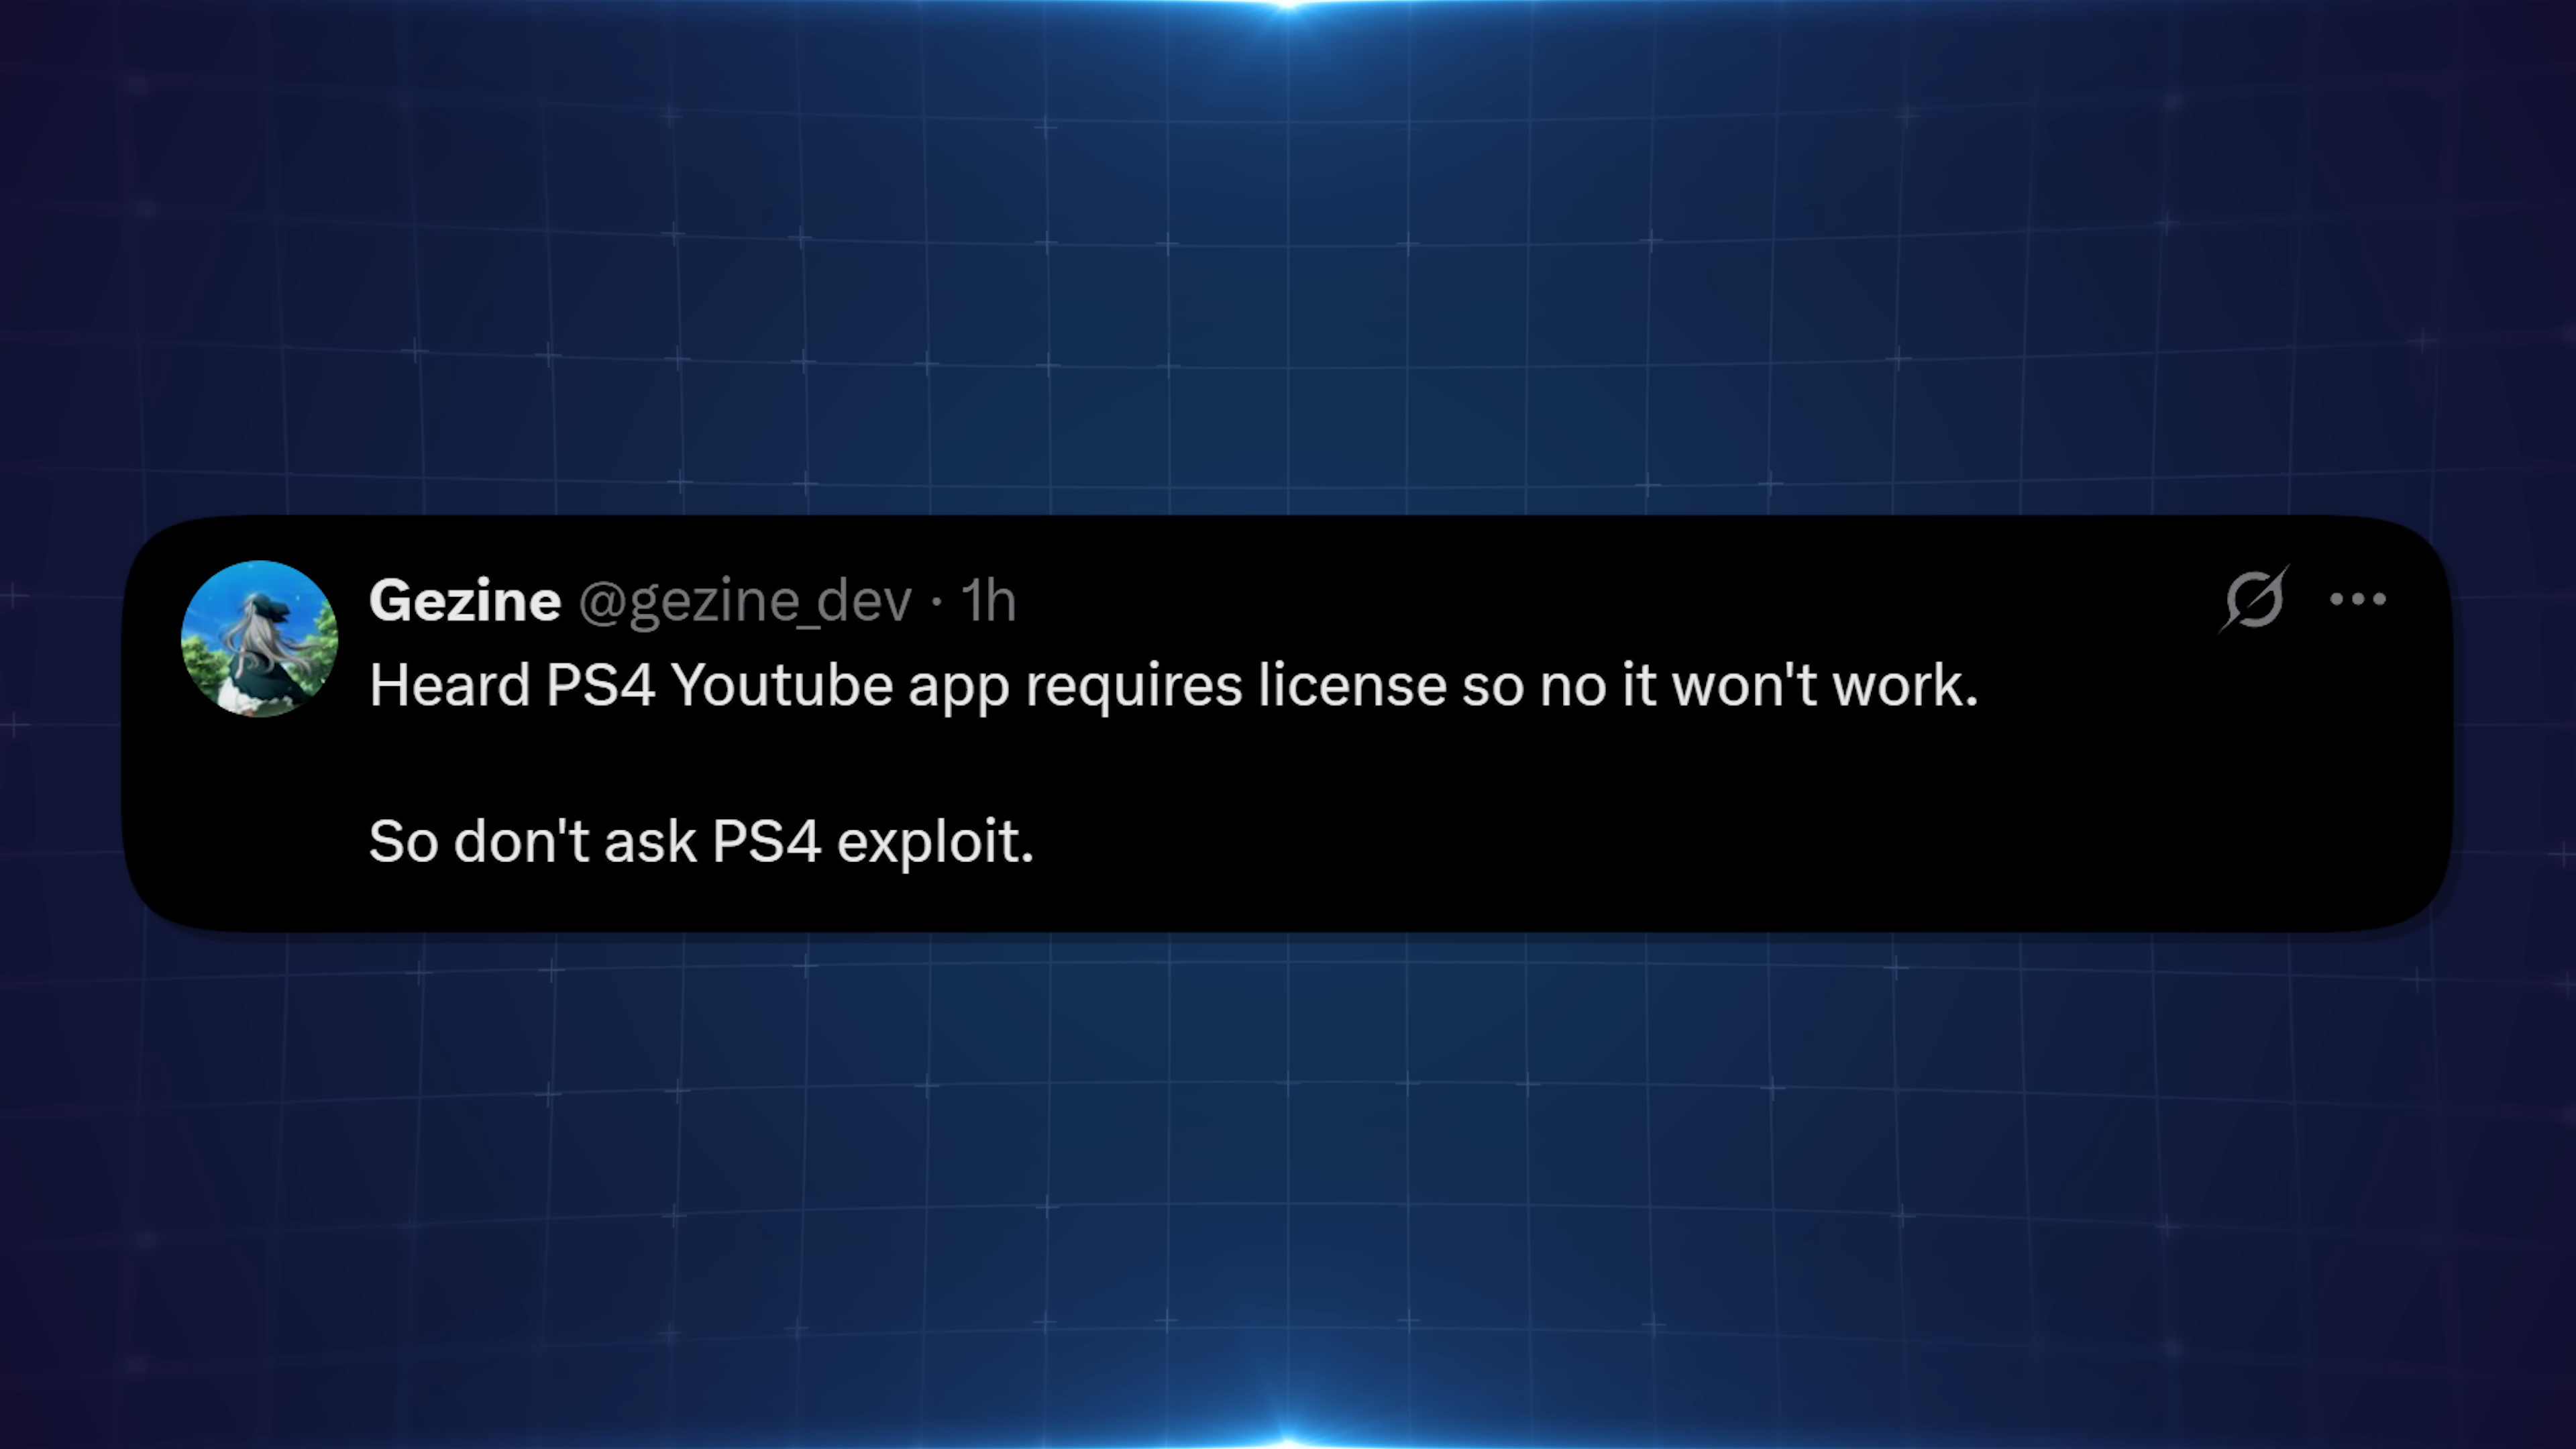 Gezine @gezine_dev · 1h
Heard PS4 Youtube app requires license so no it won't work.
So don't ask PS4 exploit.